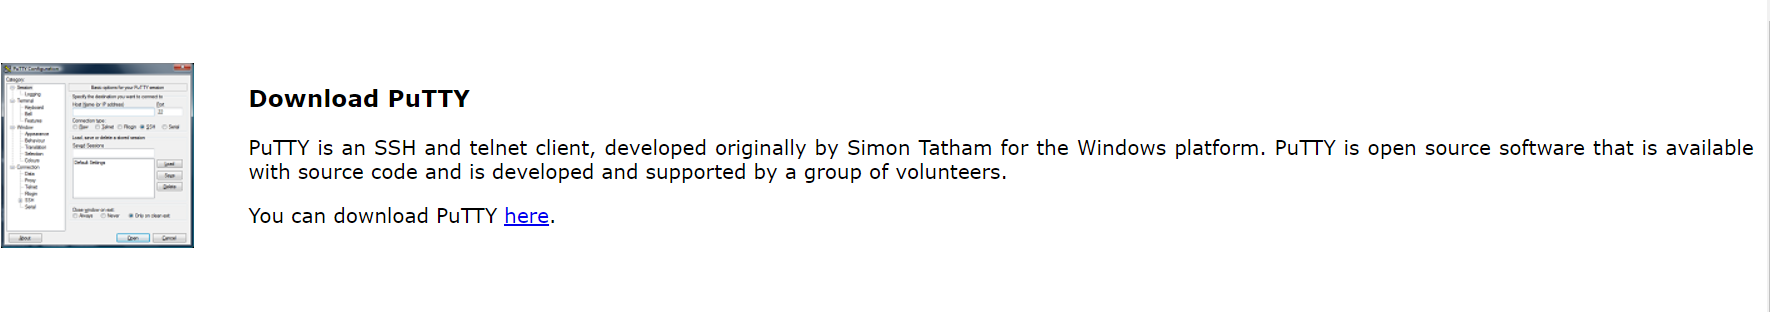 PuTTY Configuration
Category:
Session
Logging
Terminal
Keyboard
Bell
Features
Window
Appearance
Behaviour
Translation
Selection
Colours
Connection
Data
Proxy
Telnet
Rlogin
SSH
Serial
Basic options for your PuTTY session
Specify the destination you want to connect to
Host Name (or IP address) Port
22
Connection type:
Raw Telnet Rlogin SSH Serial
Load, save or delete a stored session
Saved Sessions
Default Settings
Load
Save
Delete
Close window on exit:
Always Never Only on clean exit
About Open Cancel
Download PuTTY
PuTTY is an SSH and telnet client, developed originally by Simon Tatham for the Windows platform. PuTTY is open source software that is available
with source code and is developed and supported by a group of volunteers.
You can download PuTTY here.